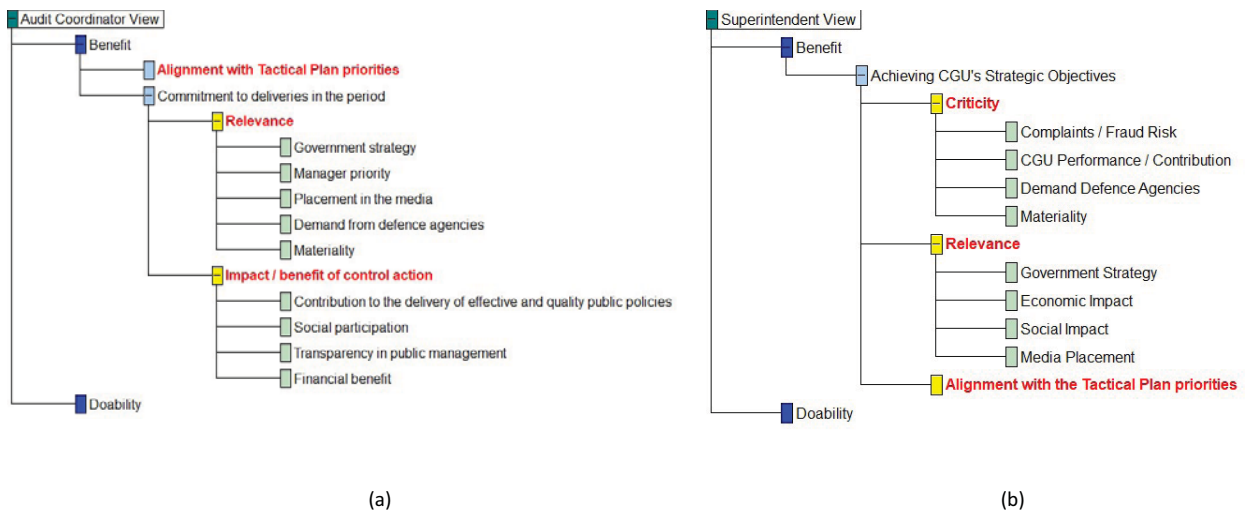 Audit Coordinator View
Benefit
Alignment with Tactical Plan priorities
Commitment to deliveries in the period
Relevance
Government strategy
Manager priority
Placement in the media
Demand from defence agencies
Materiality
Impact / benefit of control action
Contribution to the delivery of effective and quality public policies
Social participation
Transparency in public management
Financial benefit
Doability
(a)
Superintendent View
Benefit
Achieving CGU's Strategic Objectives
Criticity
Complaints / Fraud Risk
CGU Performance / Contribution
Demand Defence Agencies
Materiality
Relevance
Government Strategy
Economic Impact
Social Impact
Media Placement
Alignment with the Tactical Plan priorities
Doability
(b)